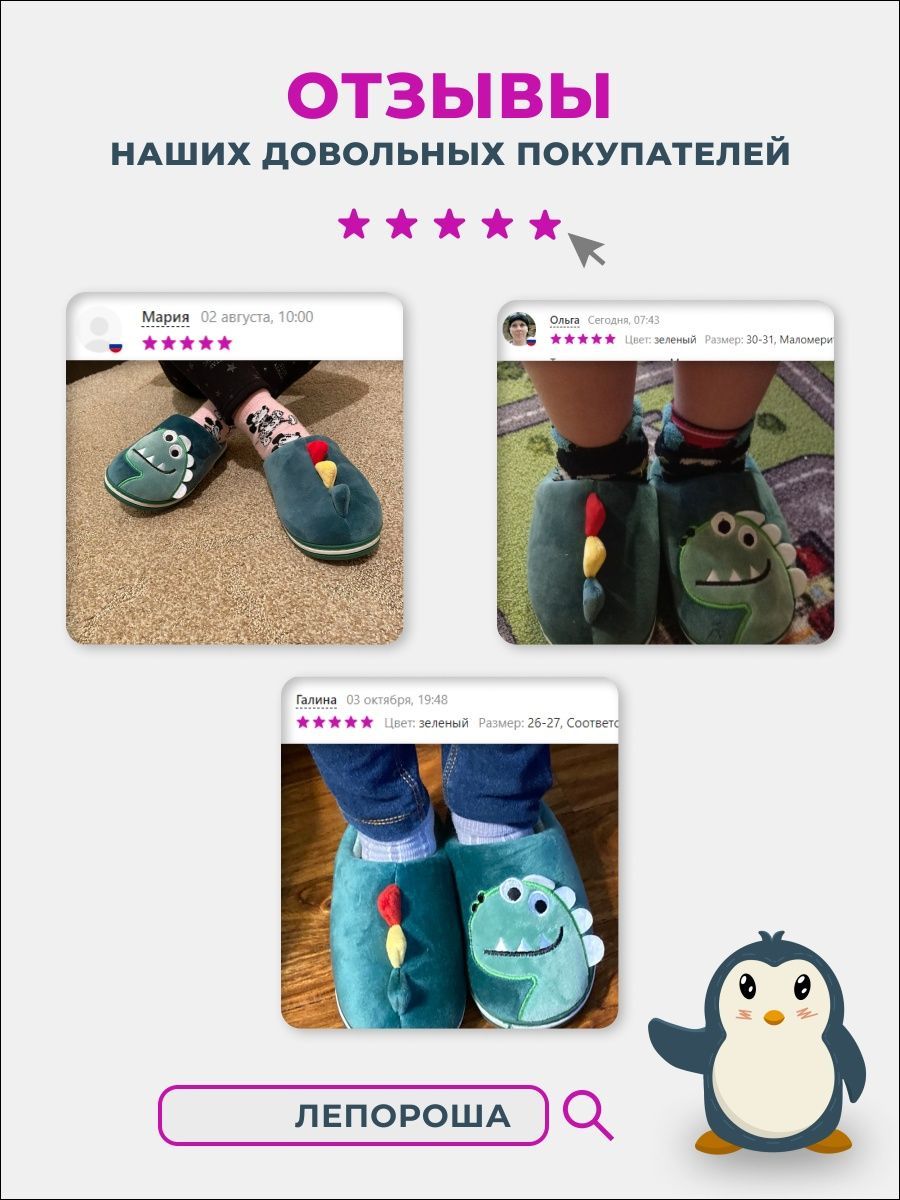 ОТЗЫВЫ
НАШИХ ДОВОЛЬНЫХ ПОКУПАТЕЛЕЙ
Мария 02 августа, 10:00
Ольга Сегодня, 07:43
Цвет: зеленый Размер: 30-31, Маломерит
Галина 03 октября, 19:48
Цвет: зеленый Размер: 26-27, Соответс
ЛЕПОРОША